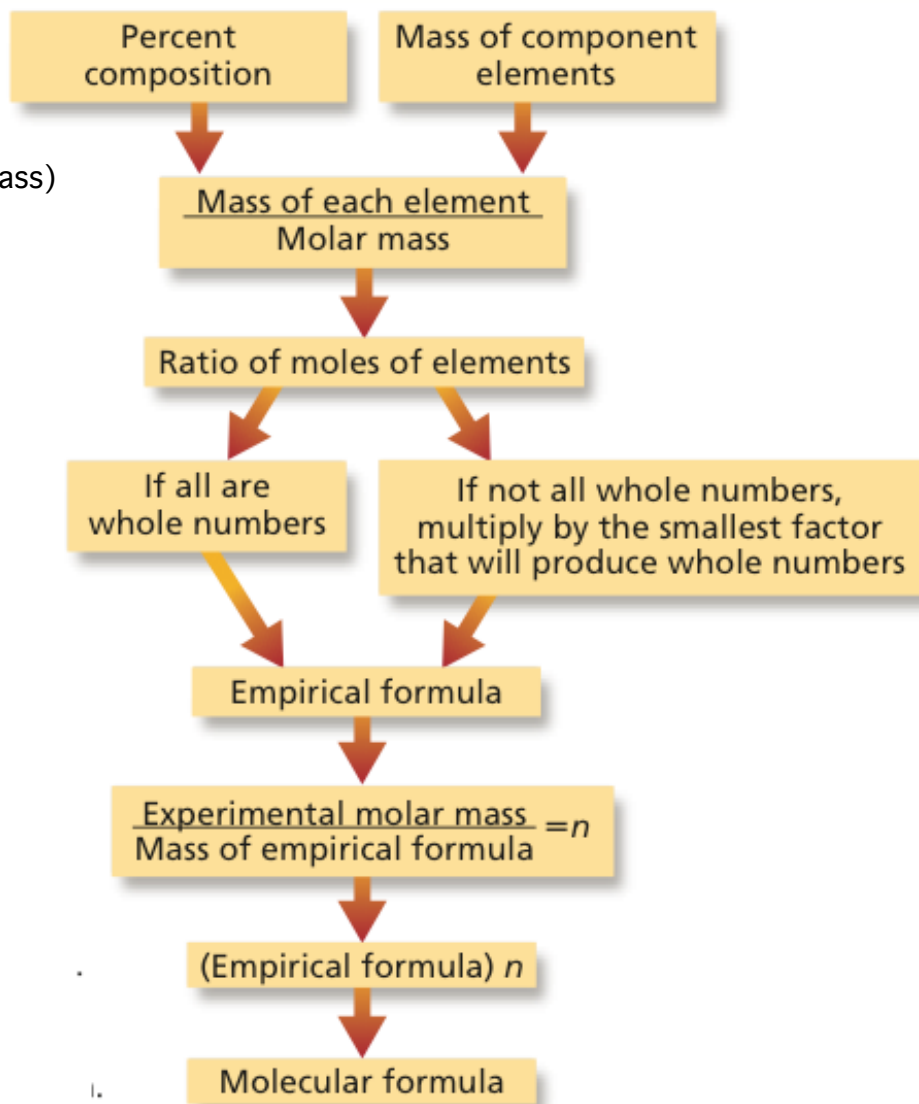 Percent
composition
Mass of component
elements
ass)
Mass of each element
Molar mass
Ratio of moles of elements
If all are
whole numbers
If not all whole numbers,
multiply by the smallest factor
that will produce whole numbers
Empirical formula
Experimental molar mass
Mass of empirical formula
=n
(Empirical formula) n
.
Molecular formula